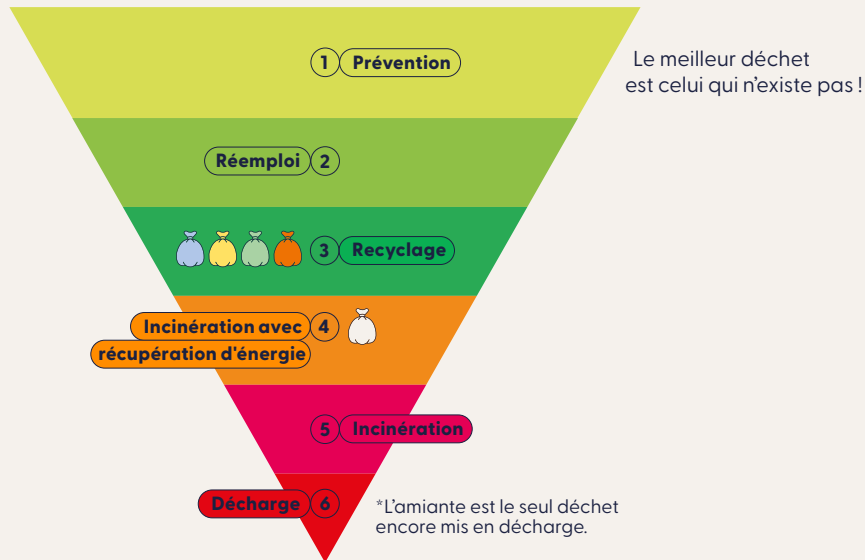 1 Prévention
Le meilleur déchet
est celui qui n'existe pas !
Réemploi 2
3 Recyclage
Incinération avec 4
récupération d'énergie
5 Incinération
Décharge 6
*L'amiante est le seul déchet
encore mis en décharge.